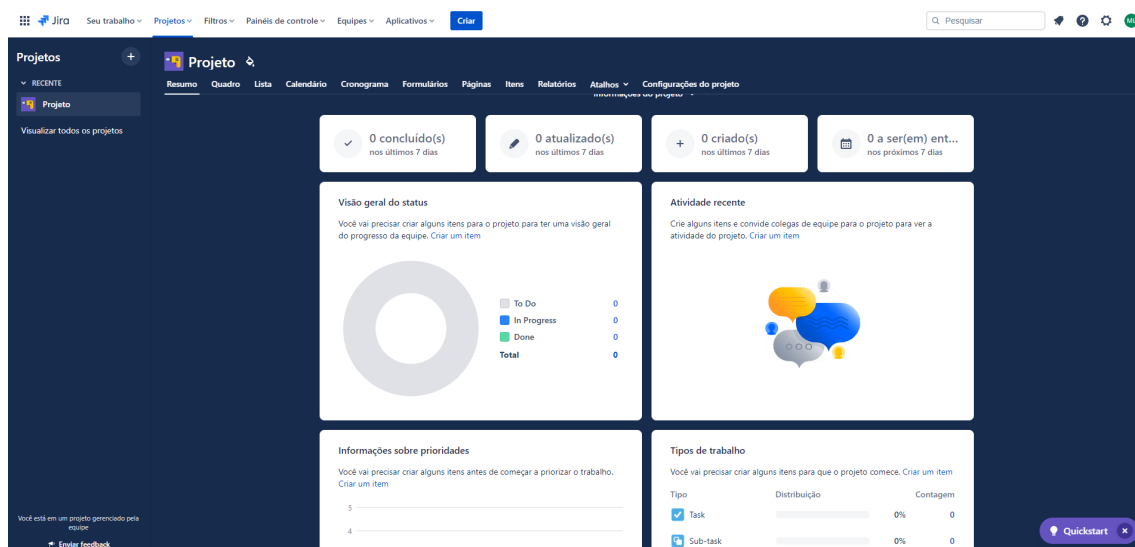 Jira Seu trabalho Projetos Filtros Painéis de controle Equipes Aplicativos Criar Pesquisar MU
Projetos
RECENTE
Projeto
Visualizar todos os projetos
Você está em um projeto gerenciado pela
equipe
Enviar feedback
Projeto
Resumo Quadro Lista Calendário Cronograma Formulários Páginas Itens Relatórios Atalhos Configurações do projeto
Informações do projeto
0 concluído(s)
nos últimos 7 dias
0 atualizado(s)
nos últimos 7 dias
0 criado(s)
nos últimos 7 dias
0 a ser(em) ent...
nos próximos 7 dias
Visão geral do status
Você vai precisar criar alguns itens para o projeto para ter uma visão geral
do progresso da equipe. Criar um item
To Do 0
In Progress 0
Done 0
Total 0
Atividade recente
Crie alguns itens e convide colegas de equipe para o projeto para ver a
atividade do projeto. Criar um item
Informações sobre prioridades
Você vai precisar criar alguns itens antes de começar a priorizar o trabalho.
Criar um item
5
4
Tipos de trabalho
Você vai precisar criar alguns itens para que o projeto comece. Criar um item
Tipo Distribuição Contagem
Task 0% 0
Sub-task 0% 0
Quickstart